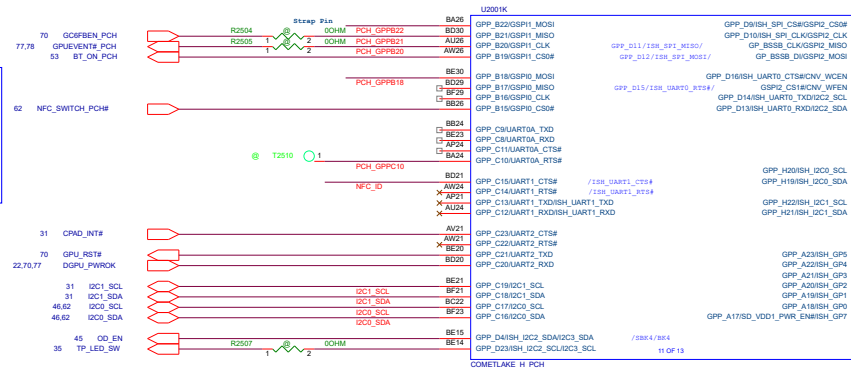 U2001K
Strap Pin
70 GC6FBEN_PCH R2504 @ 0OHM 1 2 PCH_GPPB22 BA26 GPP_B22/GSPI1_MOSI GPP_D9/ISH_SPI_CS#/GSPI2_CS0#
77,78 GPUEVENT#_PCH R2505 @ 0OHM 1 2 PCH_GPPB21 BD30 GPP_B21/GSPI1_MISO GPP_D10/ISH_SPI_CLK/GSPI2_CLK
53 BT_ON_PCH PCH_GPPB20 AU26 GPP_B20/GSPI1_CLK GPP_D11/ISH_SPI_MISO/ GP_BSSB_CLK/GSPI2_MISO
AW26 GPP_B19/GSPI1_CS0# GPP_D12/ISH_SPI_MOSI/ GP_BSSB_DI/GSPI2_MOSI
PCH_GPPB18 BE30 GPP_B18/GSPI0_MOSI GPP_D16/ISH_UART0_CTS#/CNV_WCEN
BD29 GPP_B17/GSPI0_MISO GPP_D15/ISH_UART0_RTS#/ GSPI2_CS1#/CNV_WFEN
BF29 GPP_B16/GSPI0_CLK GPP_D14/ISH_UART0_TXD/I2C2_SCL
62 NFC_SWITCH_PCH# BB26 GPP_B15/GSPI0_CS0# GPP_D13/ISH_UART0_RXD/I2C2_SDA
BB24 GPP_C9/UART0A_TXD
BE23 GPP_C8/UART0A_RXD
AP24 GPP_C11/UART0A_CTS#
@ T2510 1 PCH_GPPC10 BA24 GPP_C10/UART0A_RTS#
GPP_H20/ISH_I2C0_SCL
NFC_ID BD21 GPP_C15/UART1_CTS# /ISH_UART1_CTS# GPP_H19/ISH_I2C0_SDA
AW24 GPP_C14/UART1_RTS# /ISH_UART1_RTS#
AP21 GPP_C13/UART1_TXD/ISH_UART1_TXD GPP_H22/ISH_I2C1_SCL
AU24 GPP_C12/UART1_RXD/ISH_UART1_RXD GPP_H21/ISH_I2C1_SDA
31 CPAD_INT# AV21 GPP_C23/UART2_CTS#
AW21 GPP_C22/UART2_RTS#
70 GPU_RST# BE20 GPP_C21/UART2_TXD GPP_A23/ISH_GP5
22,70,77 DGPU_PWROK BD20 GPP_C20/UART2_RXD GPP_A22/ISH_GP4
GPP_A21/ISH_GP3
31 I2C1_SCL I2C1_SCL BE21 GPP_C19/I2C1_SCL GPP_A20/ISH_GP2
31 I2C1_SDA I2C1_SDA BF21 GPP_C18/I2C1_SDA GPP_A19/ISH_GP1
46,62 I2C0_SCL I2C0_SCL BC22 GPP_C17/I2C0_SCL GPP_A18/ISH_GP0
46,62 I2C0_SDA I2C0_SDA BF23 GPP_C16/I2C0_SDA GPP_A17/SD_VDD1_PWR_EN#/ISH_GP7
45 OD_EN BE15 GPP_D4/ISH_I2C2_SDA/I2C3_SDA /SBK4/BK4
35 TP_LED_SW R2507 @ 0OHM 1 2 BE14 GPP_D23/ISH_I2C2_SCL/I2C3_SCL 11 OF 13
COMETLAKE_H_PCH